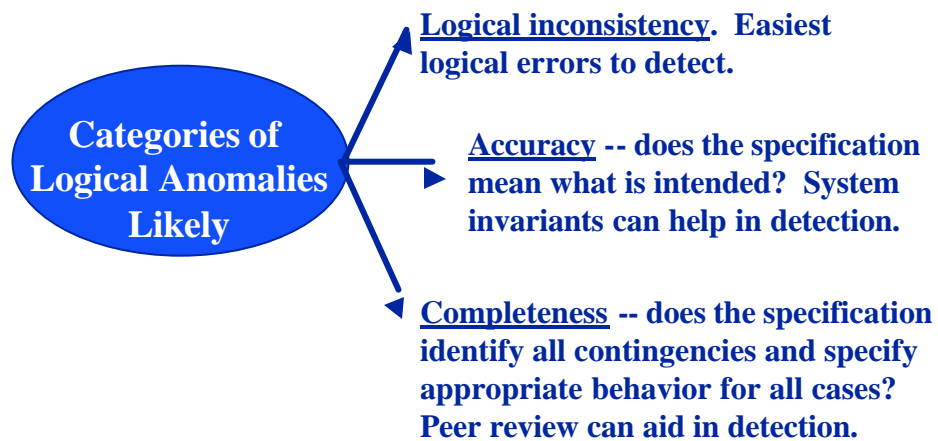 Categories of
Logical Anomalies
Likely
Logical inconsistency.  Easiest
logical errors to detect.
Accuracy -- does the specification
mean what is intended?  System
invariants can help in detection.
Completeness -- does the specification
identify all contingencies and specify
appropriate behavior for all cases?
Peer review can aid in detection.